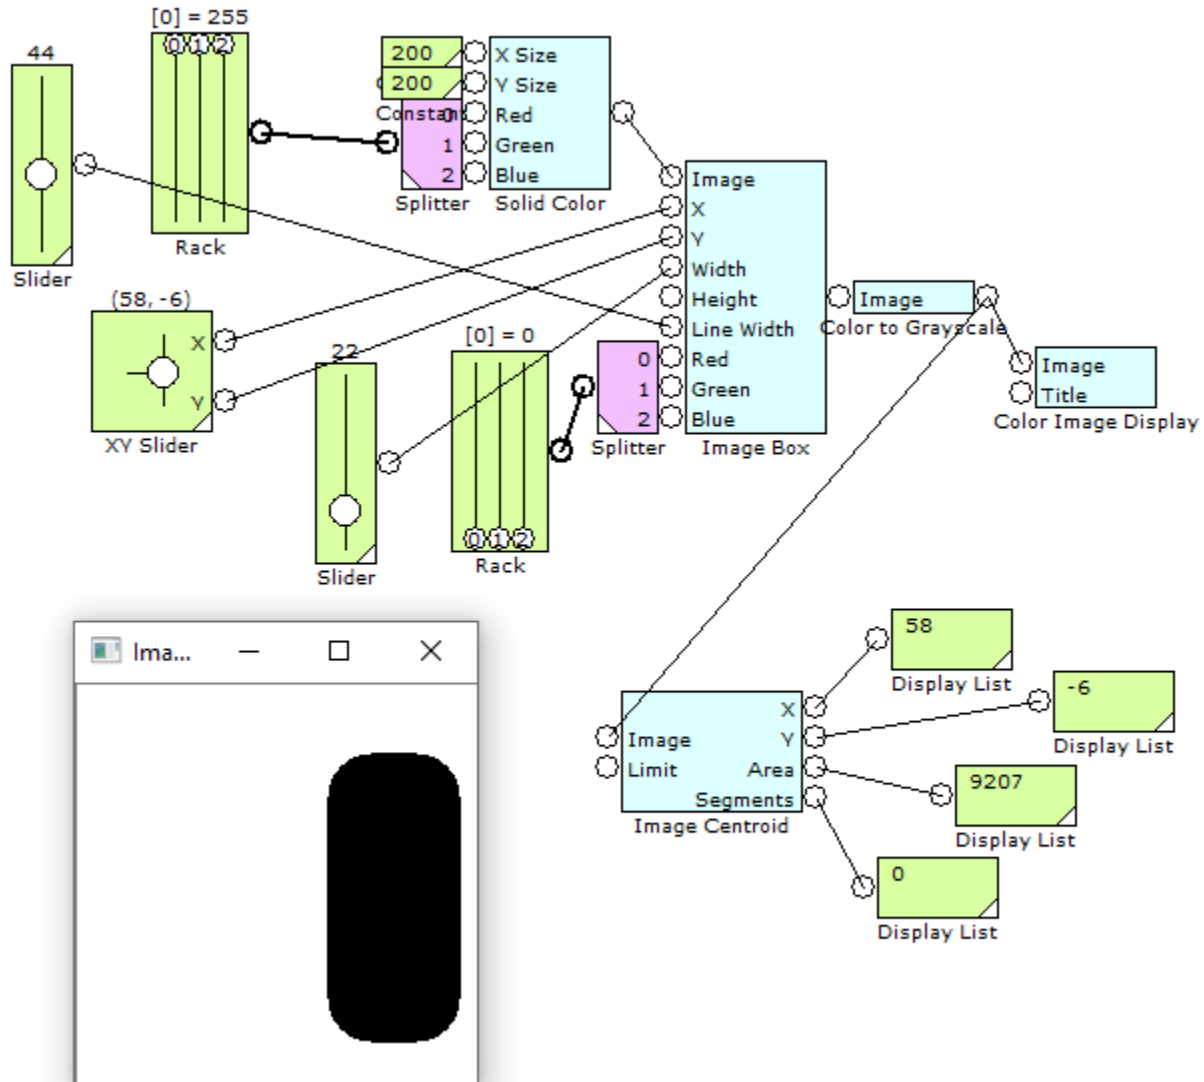 [0] = 255
44
0 1 2
Rack
Slider
200
200
Constant
0
1
2
Splitter
X Size
Y Size
Red
Green
Blue
Solid Color
(58, -6)
X
Y
XY Slider
22
Slider
[0] = 0
0 1 2
Rack
0
1
2
Splitter
Image
X
Y
Width
Height
Line Width
Red
Green
Blue
Image Box
Image
Color to Grayscale
Image
Title
Color Image Display
Ima...
Image
Limit
X
Y
Area
Segments
Image Centroid
58
Display List
-6
Display List
9207
Display List
0
Display List